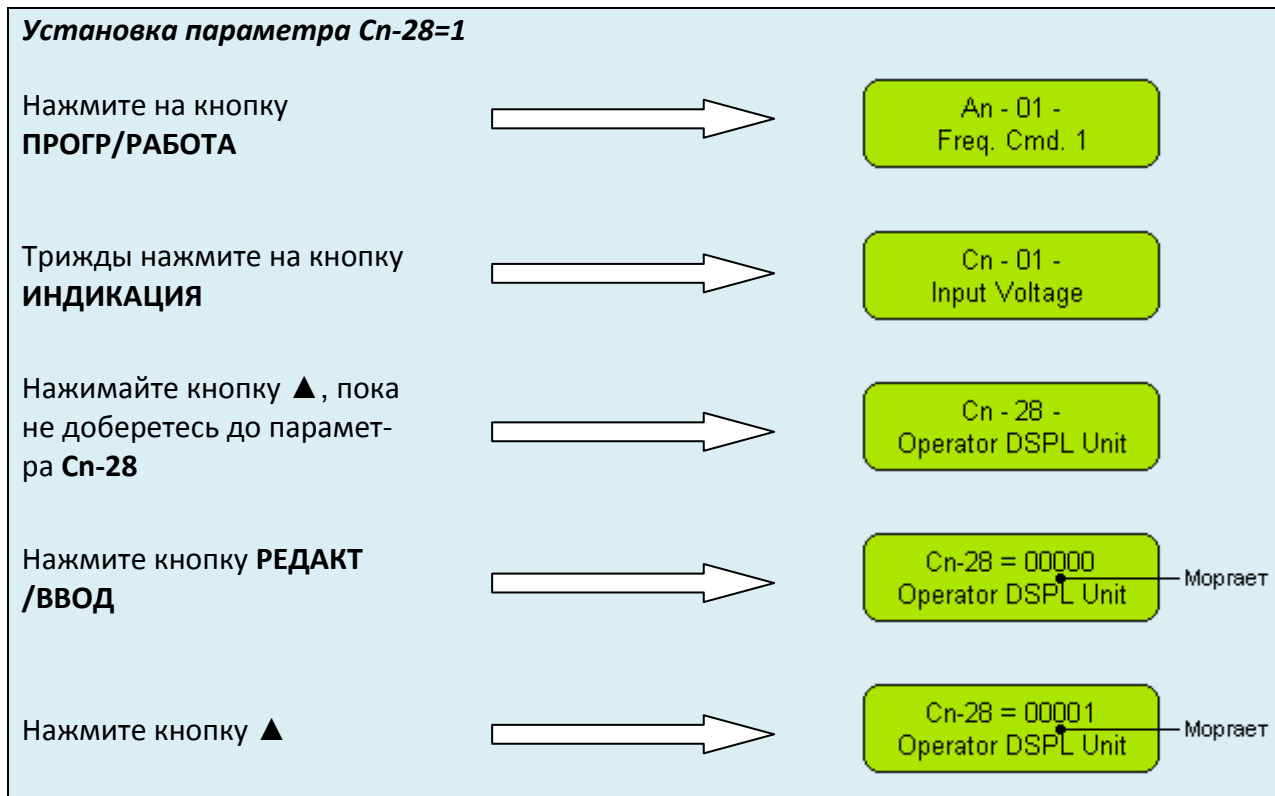 Установка параметра Cn-28=1
Нажмите на кнопку
ПРОГР/РАБОТА
An - 01 -
Freq. Cmd. 1
Трижды нажмите на кнопку
ИНДИКАЦИЯ
Cn - 01 -
Input Voltage
Нажимайте кнопку ▲, пока
не доберетесь до парамет-
ра Cn-28
Cn - 28 -
Operator DSPL Unit
Нажмите кнопку РЕДАКТ
/ВВОД
Cn-28 = 00000
Operator DSPL Unit
Моргает
Нажмите кнопку ▲
Cn-28 = 00001
Operator DSPL Unit
Моргает